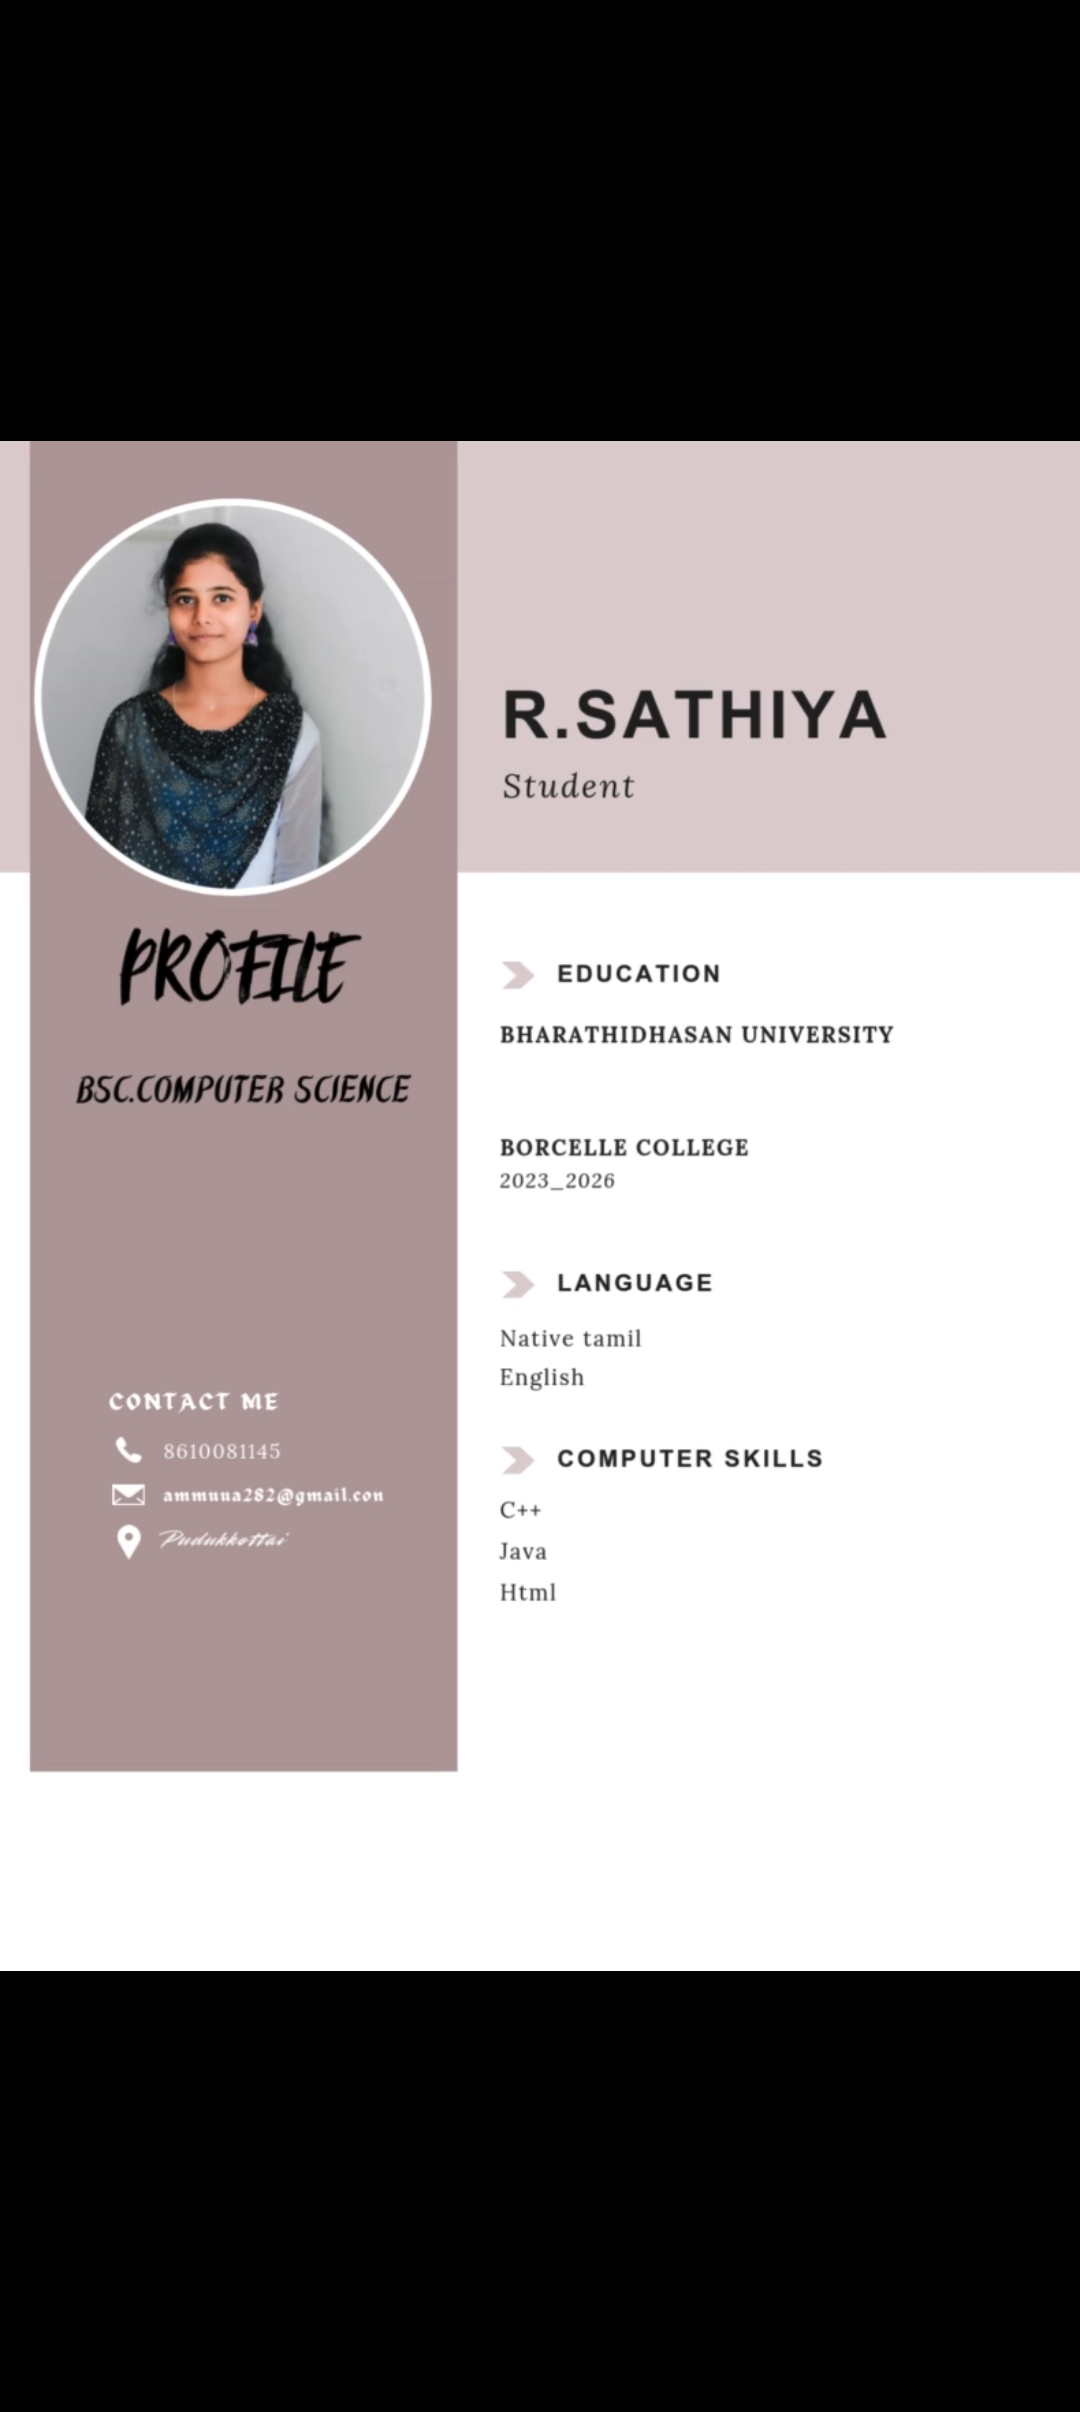 R.SATHIYA
Student
PROFILE
BSC.COMPUTER SCIENCE
CONTACT ME
8610081145
ammuua282@gmail.con
Pudukkottai
EDUCATION
BHARATHIDHASAN UNIVERSITY
BORCELLE COLLEGE
2023_2026
LANGUAGE
Native tamil
English
COMPUTER SKILLS
C++
Java
Html